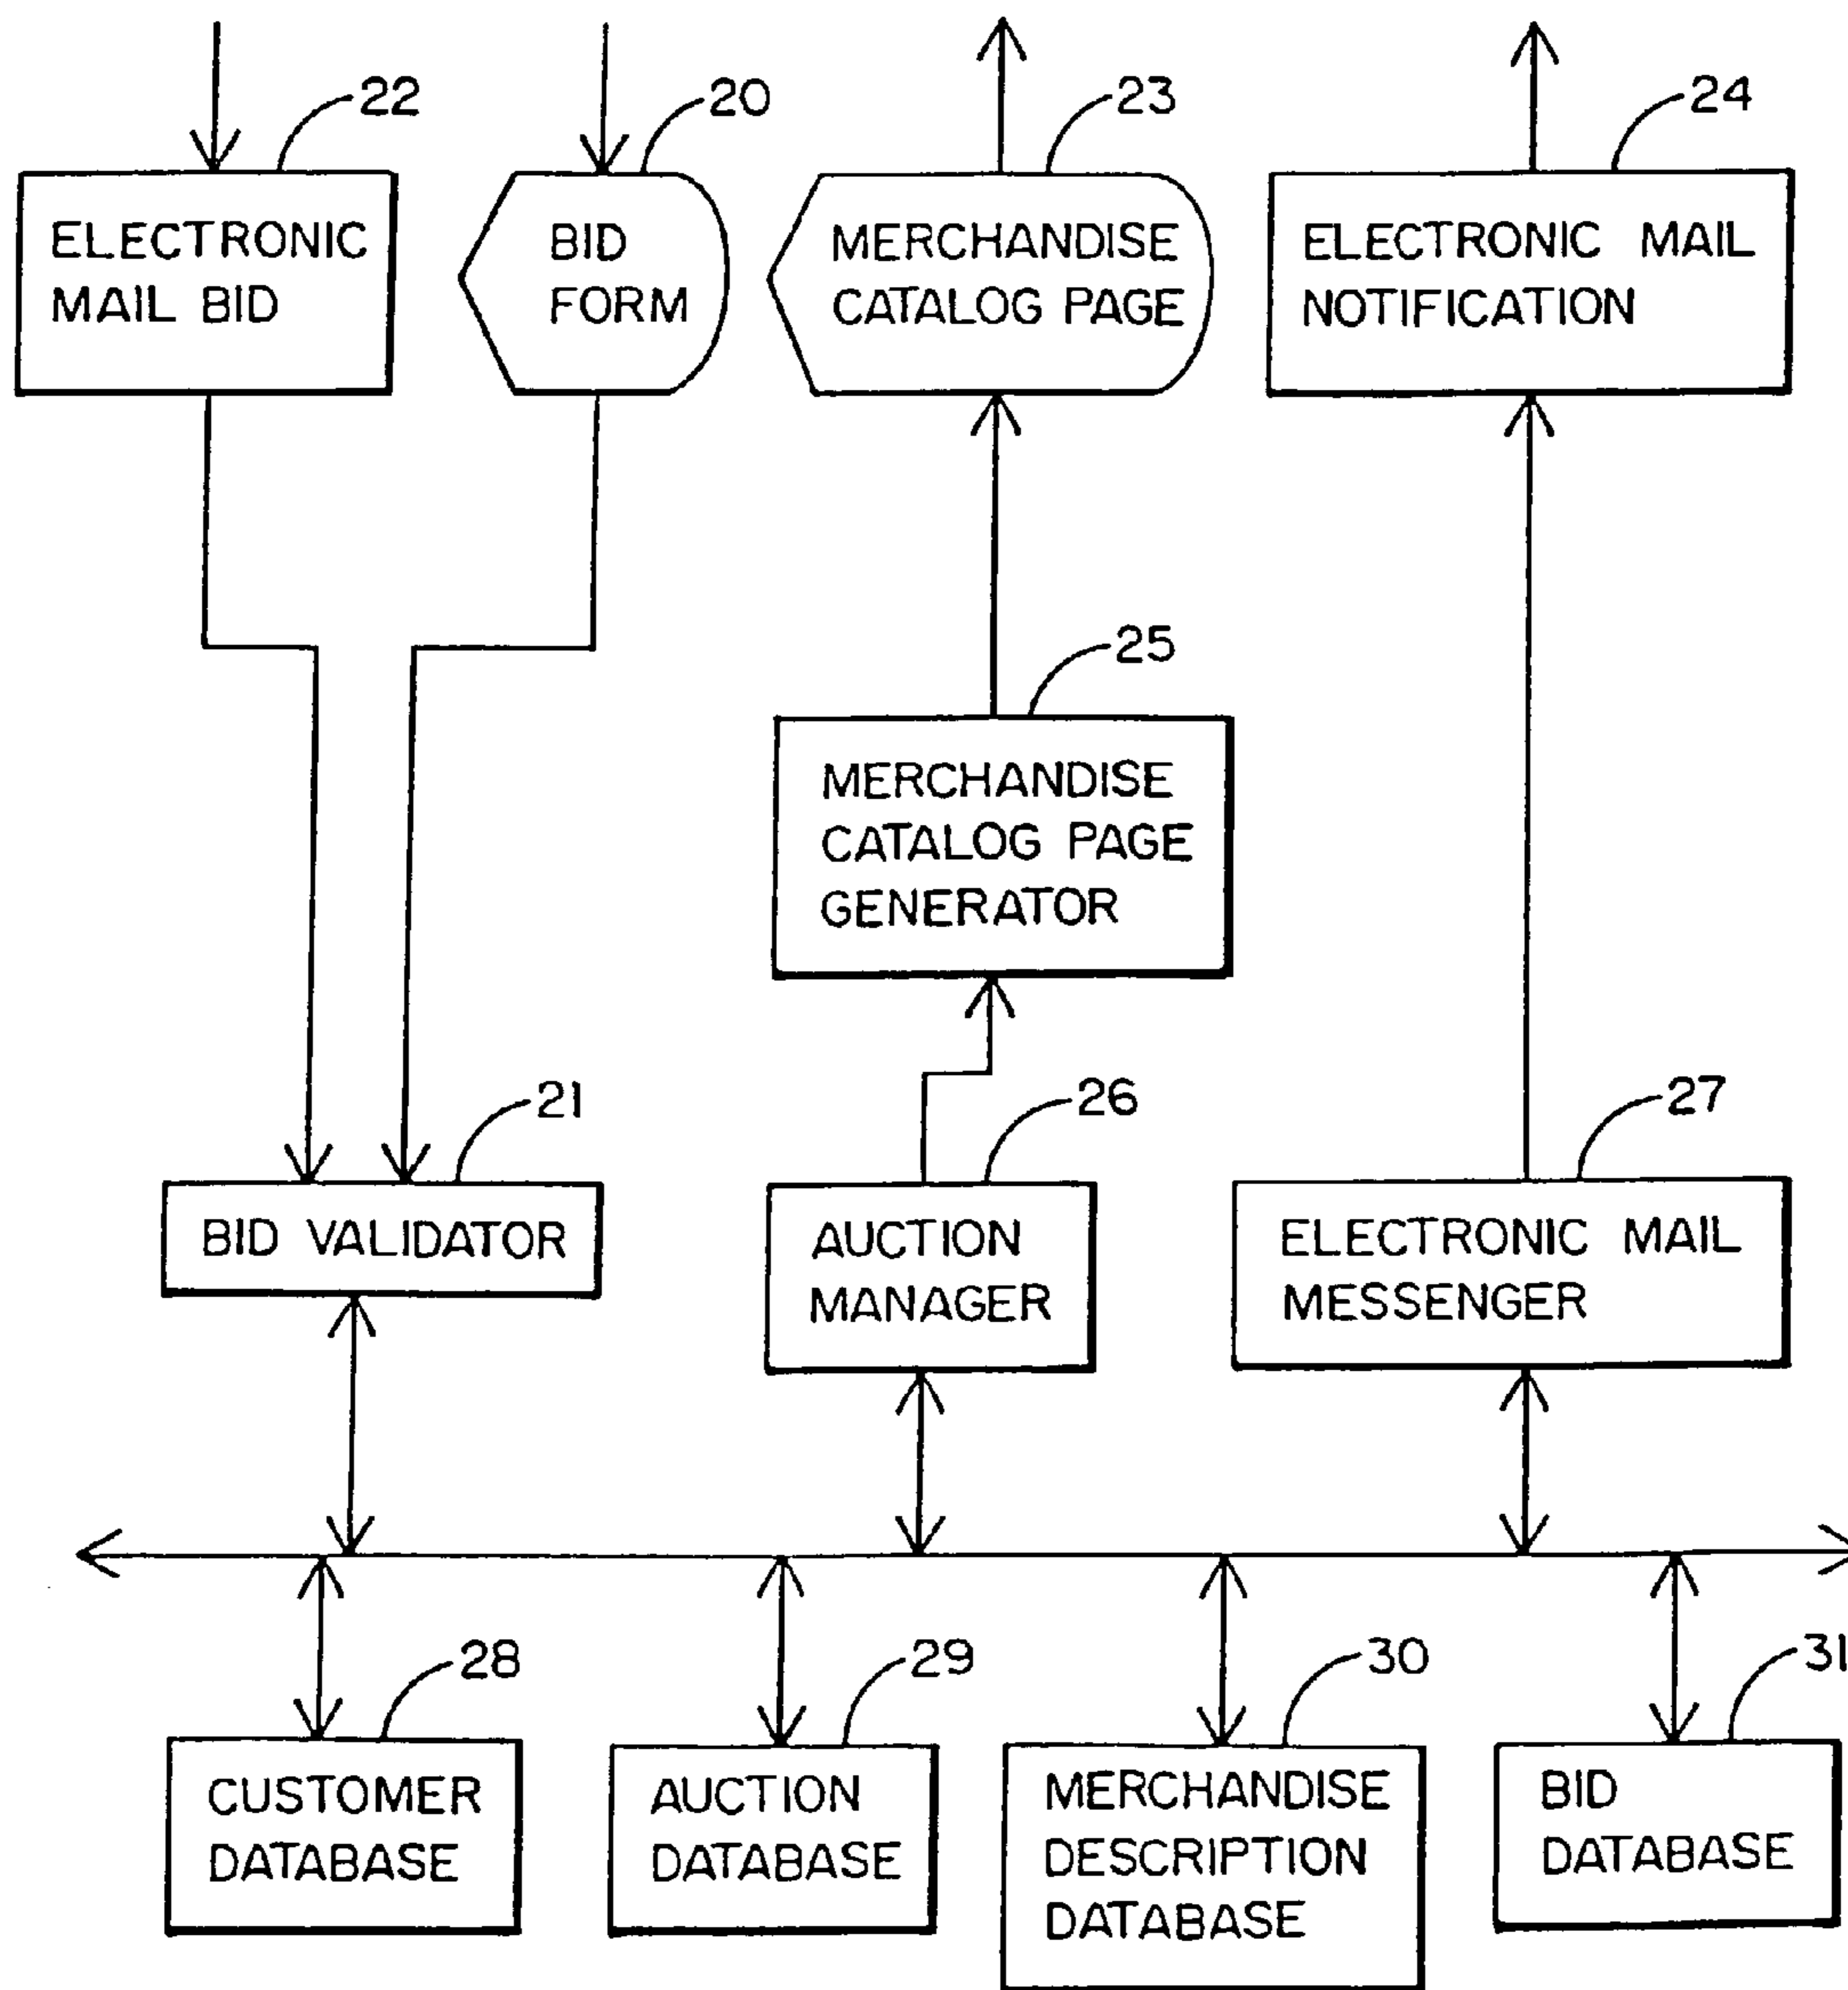 22
20
23
24
ELECTRONIC
MAIL BID
BID
FORM
MERCHANDISE
CATALOG PAGE
ELECTRONIC MAIL
NOTIFICATION
25
MERCHANDISE
CATALOG PAGE
GENERATOR
21
26
27
BID VALIDATOR
AUCTION
MANAGER
ELECTRONIC MAIL
MESSENGER
28
29
30
31
CUSTOMER
DATABASE
AUCTION
DATABASE
MERCHANDISE
DESCRIPTION
DATABASE
BID
DATABASE